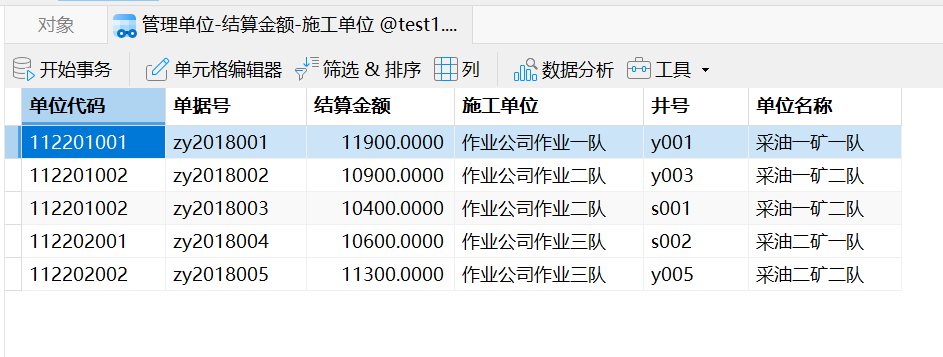 对象 管理单位-结算金额-施工单位 @test1....
开始事务 单元格编辑器 筛选 & 排序 列 数据分析 工具
单位代码 单据号 结算金额 施工单位 井号 单位名称
112201001 zy2018001 11900.0000 作业公司作业一队 y001 采油一矿一队
112201002 zy2018002 10900.0000 作业公司作业二队 y003 采油一矿二队
112201002 zy2018003 10400.0000 作业公司作业二队 s001 采油一矿二队
112202001 zy2018004 10600.0000 作业公司作业三队 s002 采油二矿一队
112202002 zy2018005 11300.0000 作业公司作业三队 y005 采油二矿二队